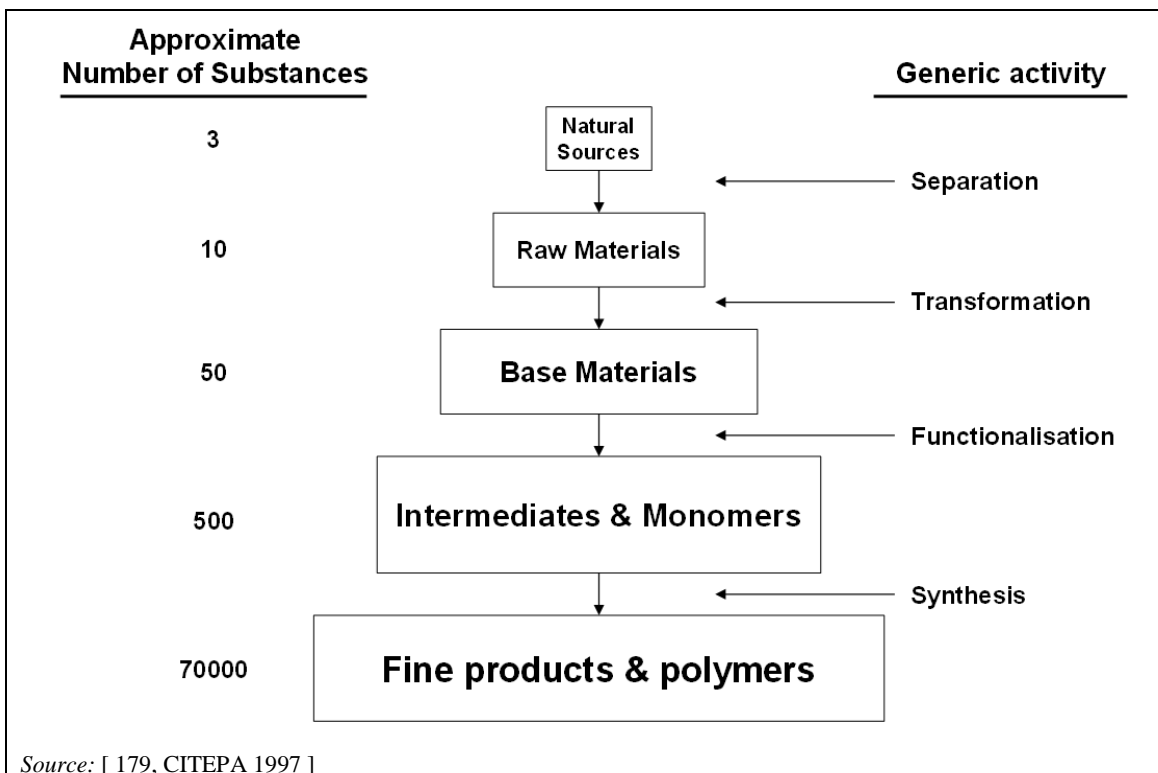 Approximate
Number of Substances
Generic activity
3
Natural
Sources
Separation
10
Raw Materials
Transformation
50
Base Materials
Functionalisation
500
Intermediates & Monomers
Synthesis
70000
Fine products & polymers
Source: [ 179, CITEPA 1997 ]